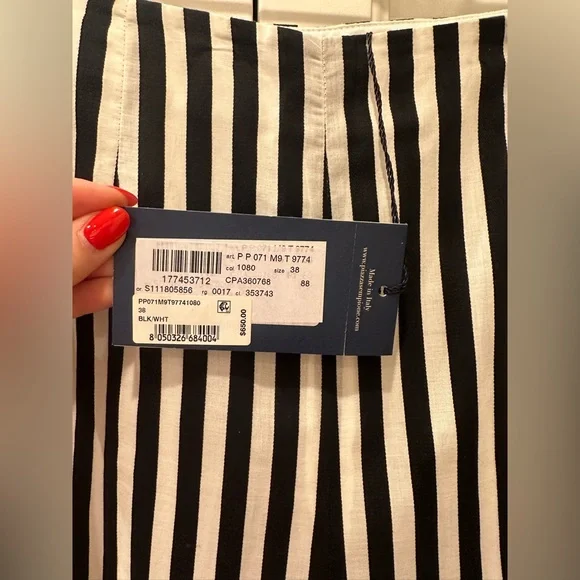 art. P P 071 M9 T 9774
col. 1080 size 38
177453712 CPA360768 88
or. S111805856 rg. 0017 cl. 353743
PP071M9T97741080
38
BLK/WHT
8 050326 684004
$650.00
Made in Italy
www.piazzasempione.com